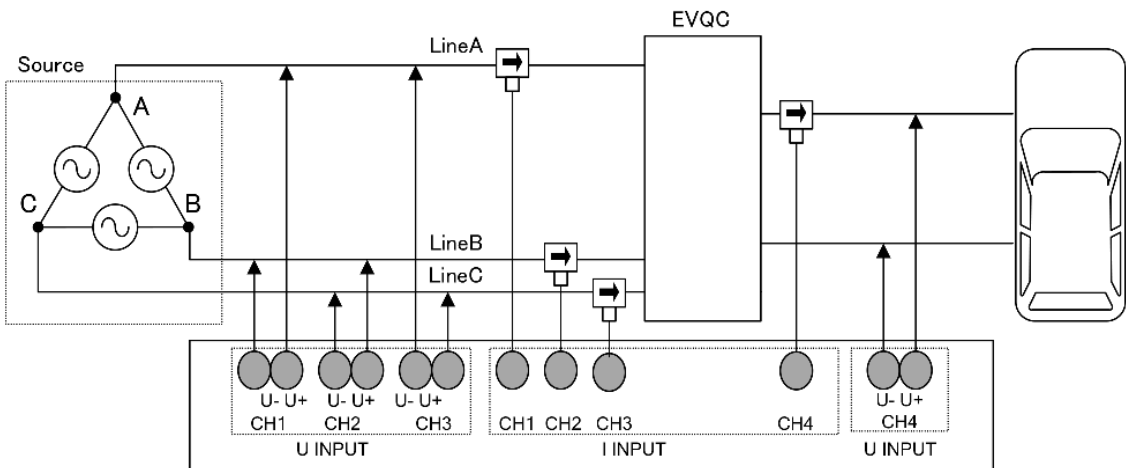 EVQC
LineA
Source
A
C
B
LineB
LineC
U- U+ U- U+ U- U+
CH1 CH2 CH3
U INPUT
CH1 CH2 CH3 CH4
I INPUT
U- U+
CH4
U INPUT